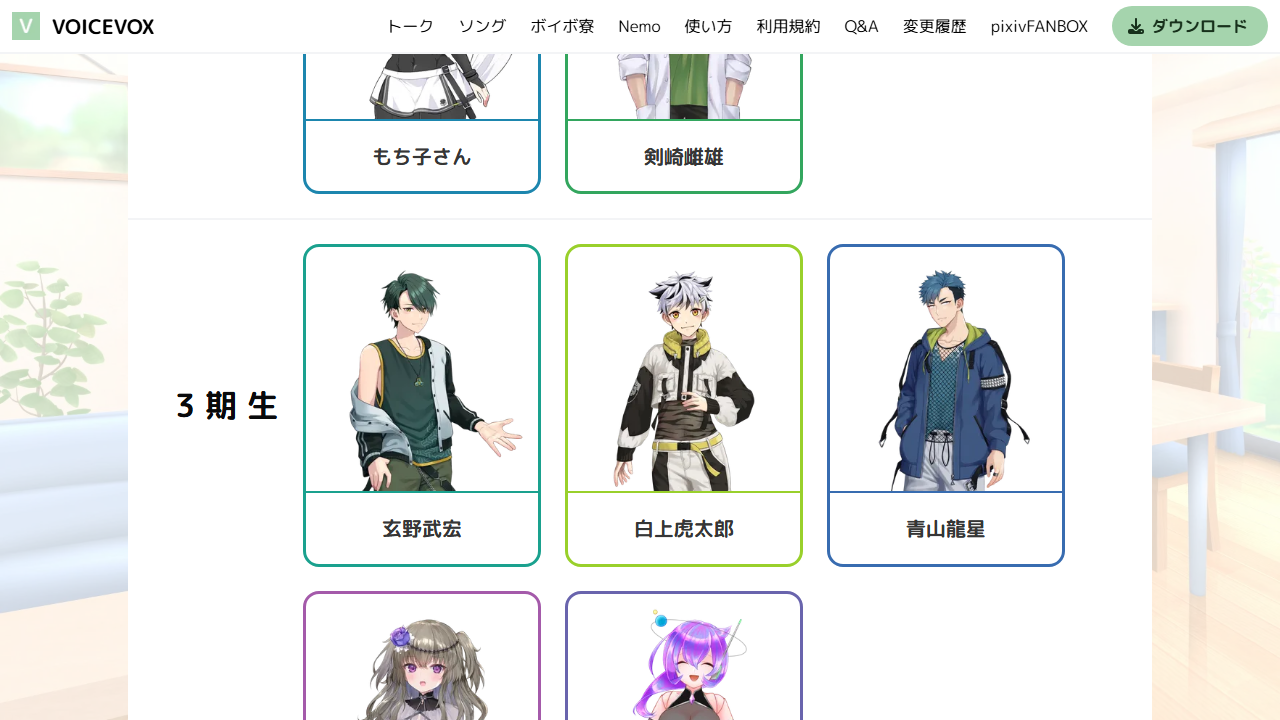 V VOICEVOX トーク ソング ボイボ寮 Nemo 使い方 利用規約 Q&A 変更履歴 pixivFANBOX ダウンロード
もち子さん 剣崎雌雄
3期生
玄野武宏 白上虎太郎 青山龍星